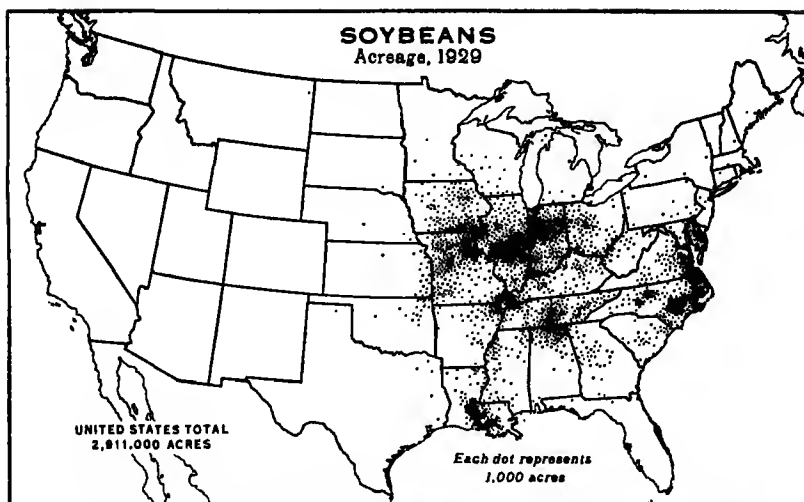 SOYBEANS
Acreage, 1929
UNITED STATES TOTAL
2,911,000 ACRES
Each dot represents
1,000 acres